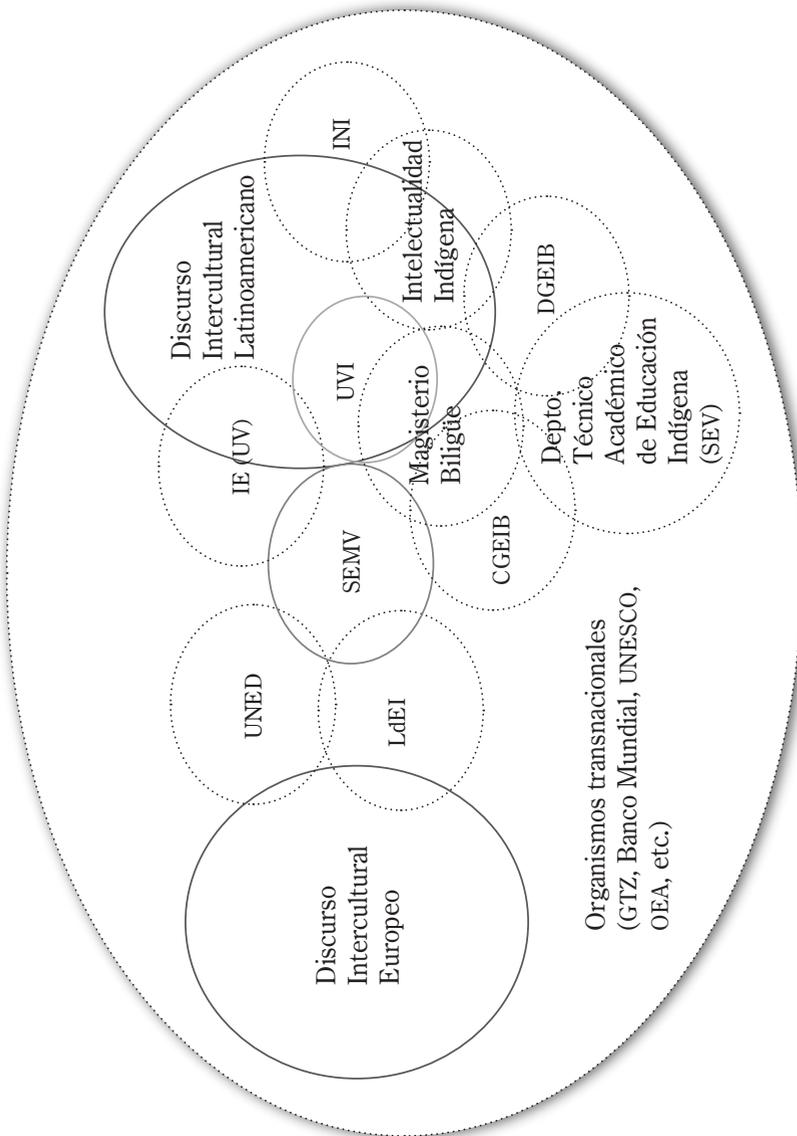 Discurso
Intercultural
Europeo
UNED
LdEI
SEMV
IE (UV)
UVI
Discurso
Intercultural
Latinoamericano
INI
Intelectualidad
Indígena
Magisterio
Biligüe
CGEIB
DGEIB
Depto.
Técnico
Académico
de Educación
Indígena
(SEV)
Organismos transnacionales
(GTZ, Banco Mundial, UNESCO,
OEA, etc.)